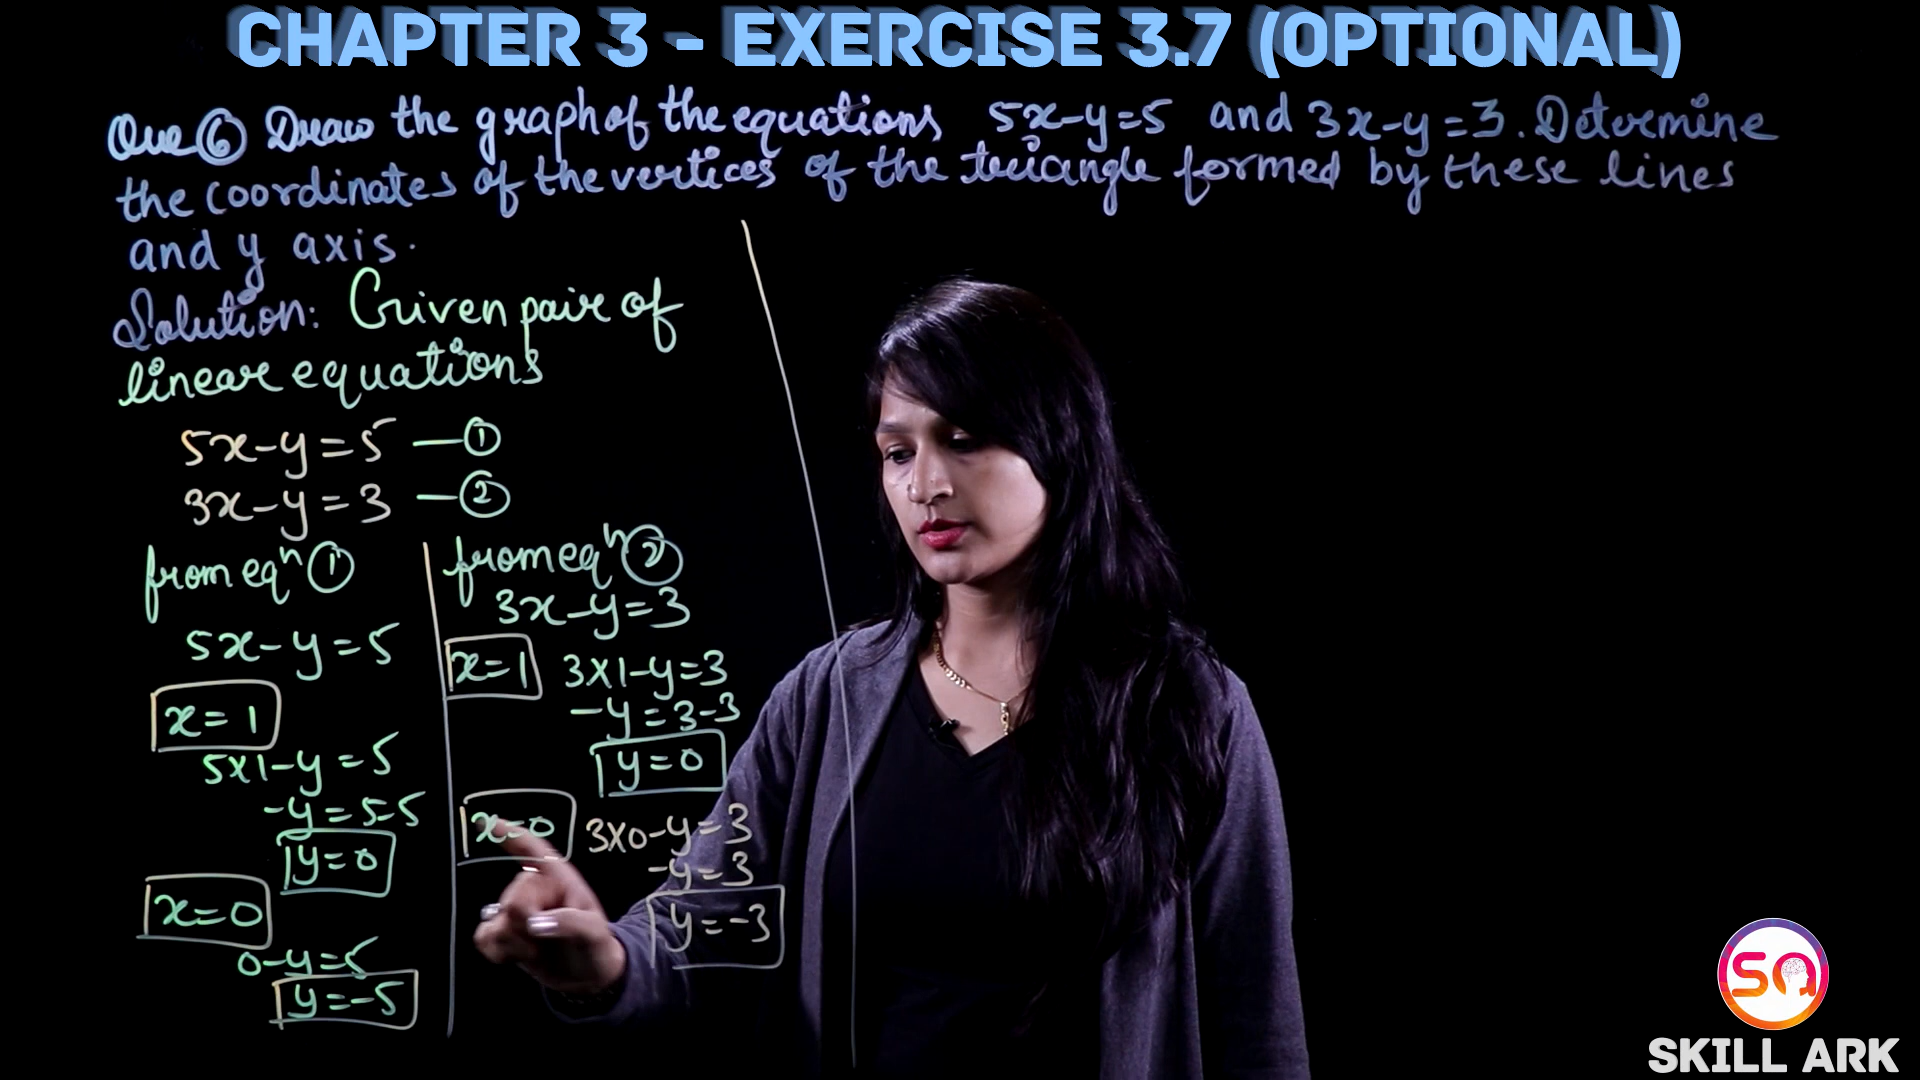 CHAPTER 3 - EXERCISE 3.7 (OPTIONAL)
Que 6 Draw the graph of the equations 5x-y=5 and 3x-y=3. Determine
the coordinates of the vertices of the triangle formed by these lines
and y axis.
Solution: Given pair of
linear equations
5x-y=5 —①
3x-y=3 —②
from eqⁿ ①
5x-y=5
x=1
5x1-y=5
-y=5-5
y=0
x=0
0-y=5
y=-5
from eqⁿ ②
3x-y=3
x=1 3x1-y=3
-y=3-3
y=0
x=0 3x0-y=3
-y=3
y=-3
SA
SKILL ARK